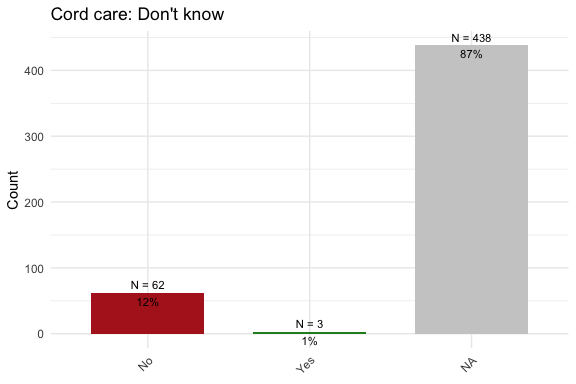 Cord care: Don't know
Count
400
300
200
100
0
N = 62
12%
N = 3
1%
N = 438
87%
No
Yes
NA